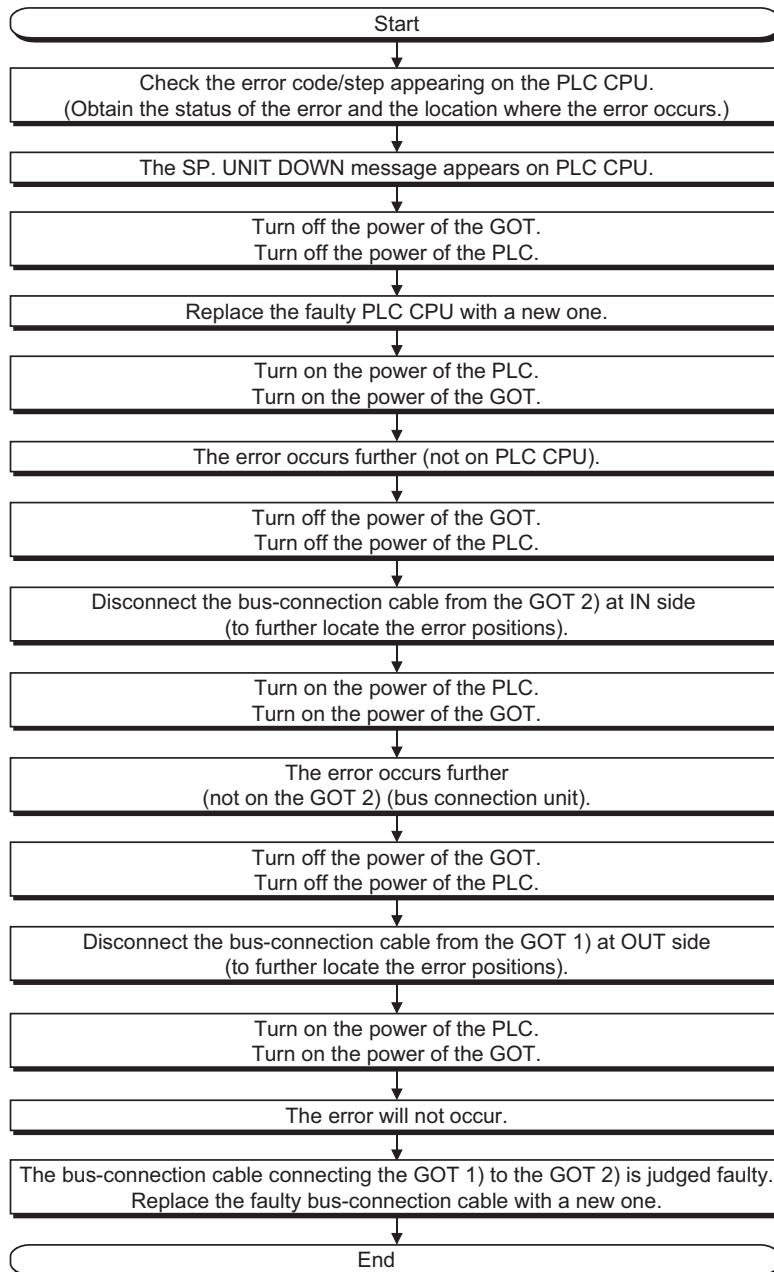 Start
Check the error code/step appearing on the PLC CPU.
(Obtain the status of the error and the location where the error occurs.)
The SP. UNIT DOWN message appears on PLC CPU.
Turn off the power of the GOT.
Turn off the power of the PLC.
Replace the faulty PLC CPU with a new one.
Turn on the power of the PLC.
Turn on the power of the GOT.
The error occurs further (not on PLC CPU).
Turn off the power of the GOT.
Turn off the power of the PLC.
Disconnect the bus-connection cable from the GOT 2) at IN side
(to further locate the error positions).
Turn on the power of the PLC.
Turn on the power of the GOT.
The error occurs further
(not on the GOT 2) (bus connection unit).
Turn off the power of the GOT.
Turn off the power of the PLC.
Disconnect the bus-connection cable from the GOT 1) at OUT side
(to further locate the error positions).
Turn on the power of the PLC.
Turn on the power of the GOT.
The error will not occur.
The bus-connection cable connecting the GOT 1) to the GOT 2) is judged faulty.
Replace the faulty bus-connection cable with a new one.
End